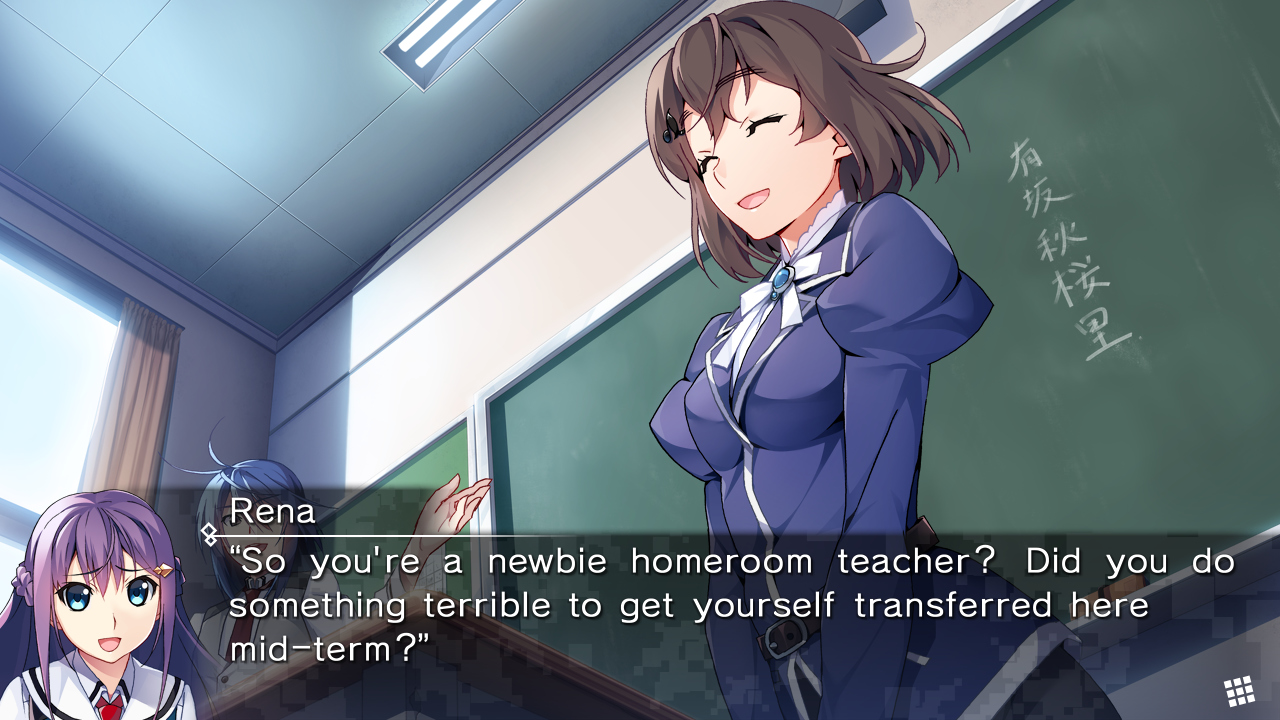 有坂秋桜里
Rena
“So you're a newbie homeroom teacher? Did you do
something terrible to get yourself transferred here
mid-term?”